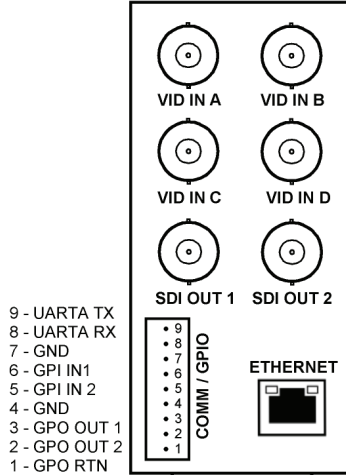 VID IN A VID IN B
VID IN C VID IN D
SDI OUT 1 SDI OUT 2
9 - UARTA TX
8 - UARTA RX
7 - GND
6 - GPI IN1
5 - GPI IN 2
4 - GND
3 - GPO OUT 1
2 - GPO OUT 2
1 - GPO RTN
9
8
7
6
5
4
3
2
1
COMM / GPIO
ETHERNET